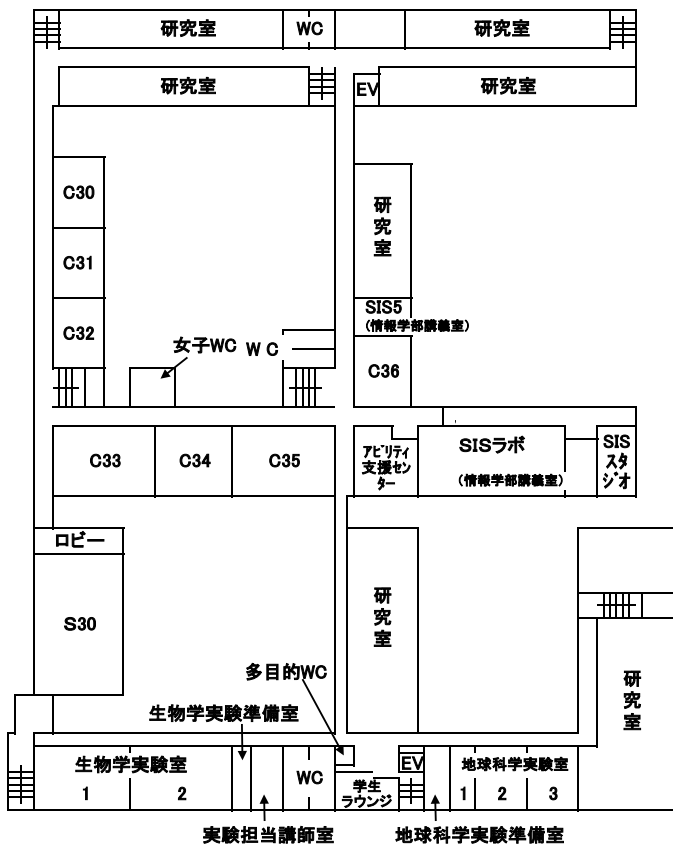 研究室
WC
研究室
研究室
EV
研究室
C30
研究室
C31
SIS5
(情報学部講義室)
C32
女子WC
WC
C36
C33
C34
C35
アビリティ
支援セン
ター
SISラボ
(情報学部講義室)
SIS
スタ
ジオ
ロビー
S30
研究室
多目的WC
研究室
生物学実験準備室
生物学実験室
1
2
WC
学生
ラウンジ
EV
地球科学実験室
1
2
3
実験担当講師室
地球科学実験準備室